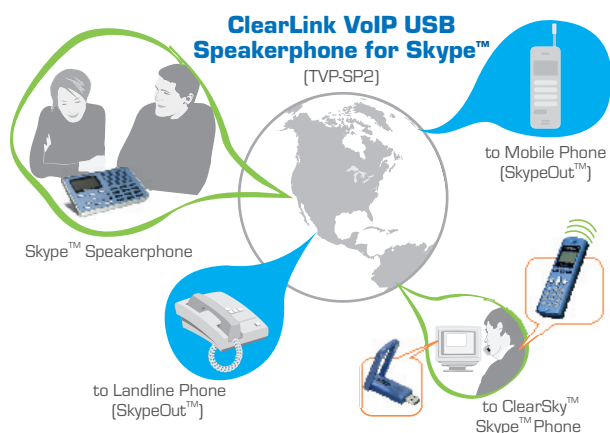 ClearLink VoIP USB
Speakerphone for Skype™
(TVP-SP2)
to Mobile Phone
(SkypeOut™)
Skype™ Speakerphone
to Landline Phone
(SkypeOut™)
to ClearSky™
Skype™ Phone